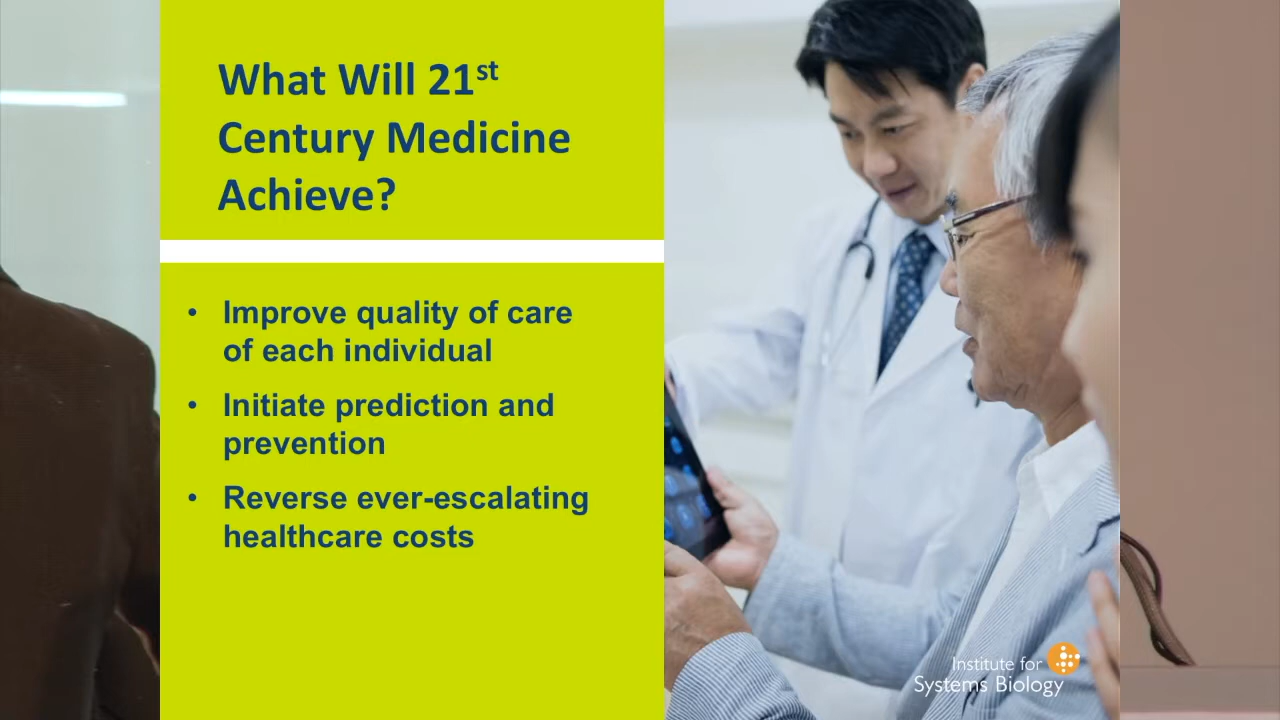 What Will 21st
Century Medicine
Achieve?
• Improve quality of care
of each individual
• Initiate prediction and
prevention
• Reverse ever-escalating
healthcare costs
Institute for
Systems Biology